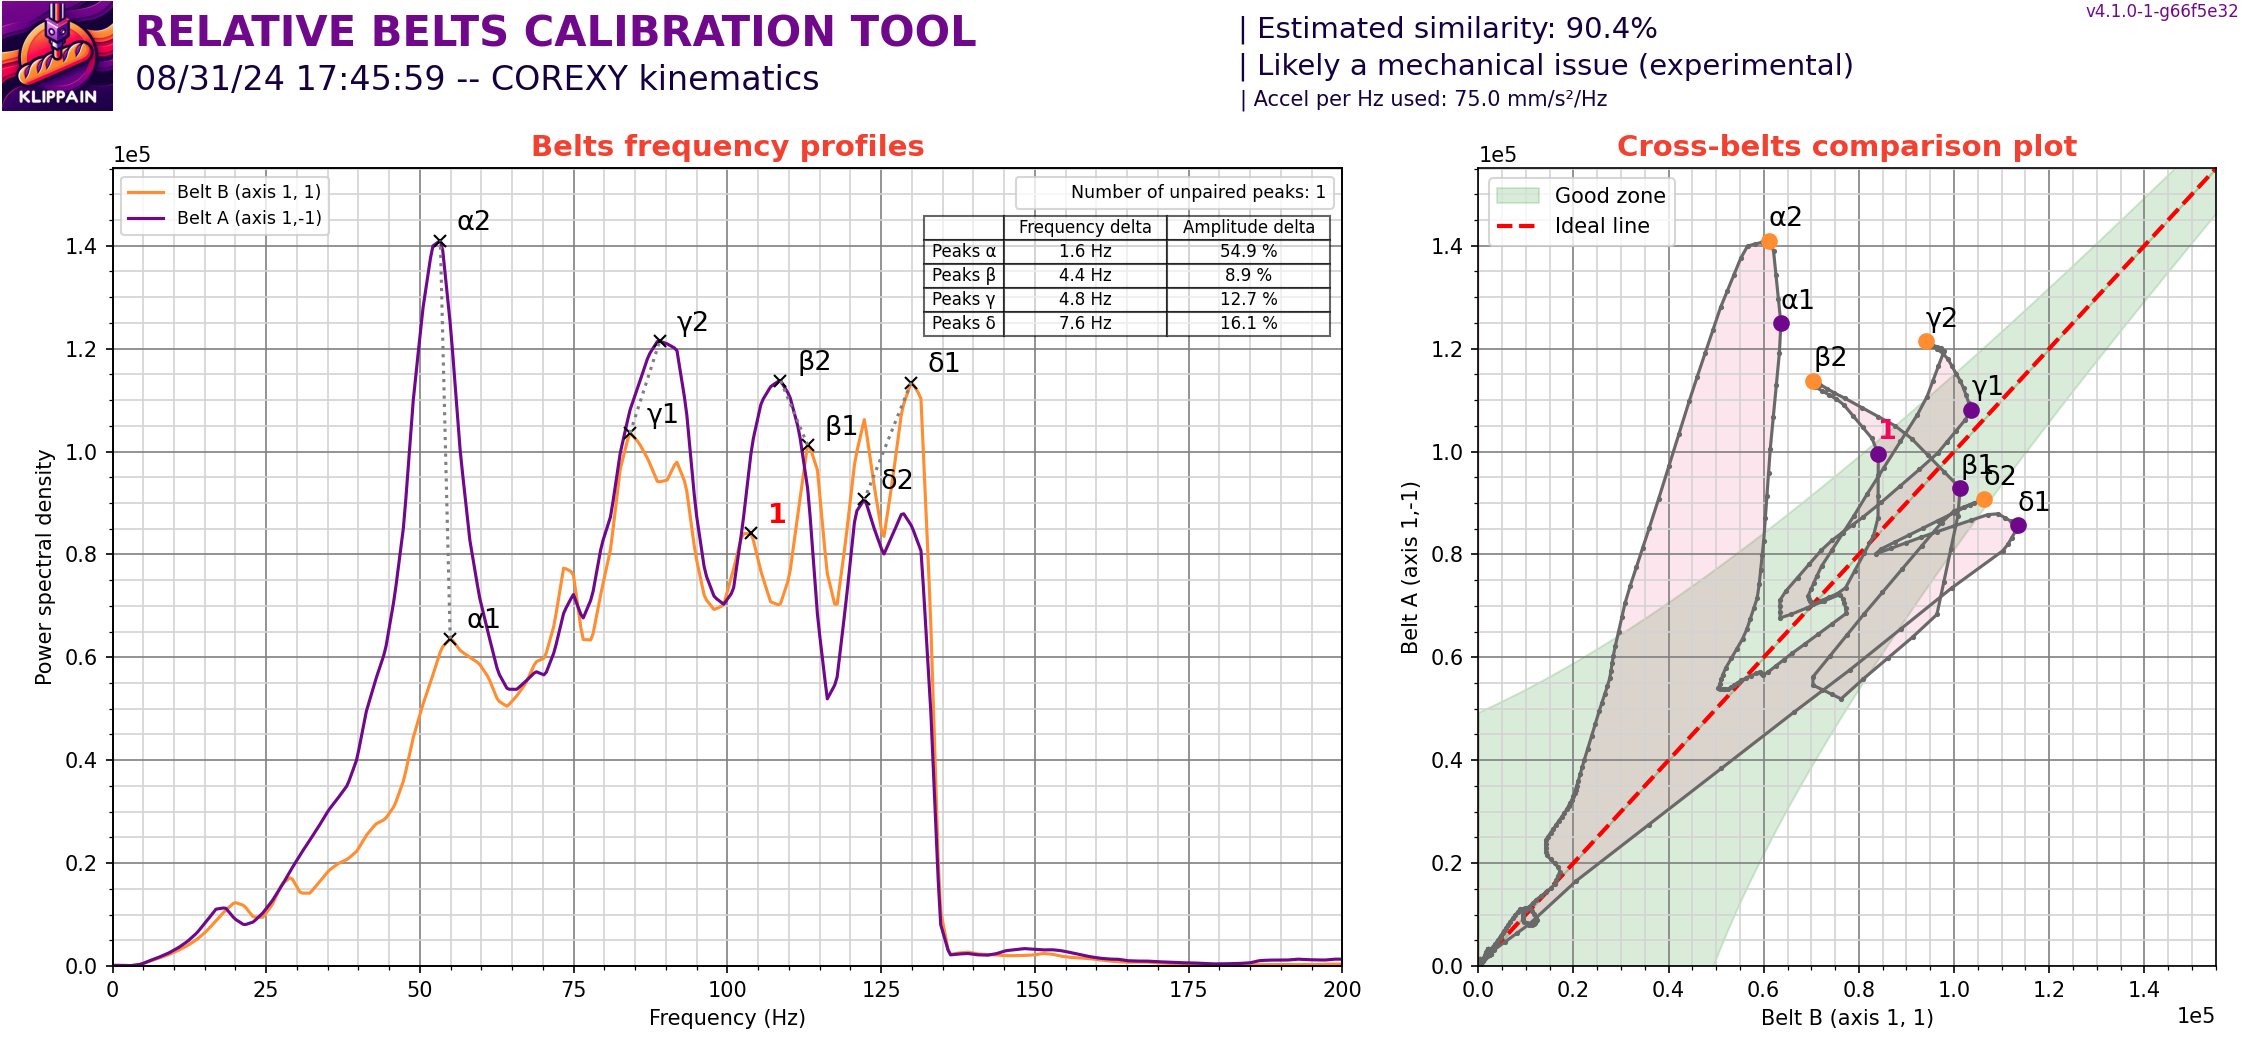 KLIPPAIN
RELATIVE BELTS CALIBRATION TOOL
08/31/24 17:45:59 -- COREXY kinematics
| Estimated similarity: 90.4%
| Likely a mechanical issue (experimental)
| Accel per Hz used: 75.0 mm/s²/Hz
v4.1.0-1-g66f5e32
Belts frequency profiles
1e5
Belt B (axis 1, 1)
Belt A (axis 1,-1)
Number of unpaired peaks: 1
Frequency delta Amplitude delta
Peaks α 1.6 Hz 54.9 %
Peaks β 4.4 Hz 8.9 %
Peaks γ 4.8 Hz 12.7 %
Peaks δ 7.6 Hz 16.1 %
α2
γ2
β2
δ1
γ1
β1
δ2
1
α1
1.4
1.2
1.0
0.8
0.6
0.4
0.2
0.0
Power spectral density
0 25 50 75 100 125 150 175 200
Frequency (Hz)
Cross-belts comparison plot
1e5
Good zone
Ideal line
α2
α1
γ2
β2
γ1
1
β1
δ2
δ1
1.4
1.2
1.0
0.8
0.6
0.4
0.2
0.0
Belt A (axis 1,-1)
0.0 0.2 0.4 0.6 0.8 1.0 1.2 1.4
Belt B (axis 1, 1)
1e5